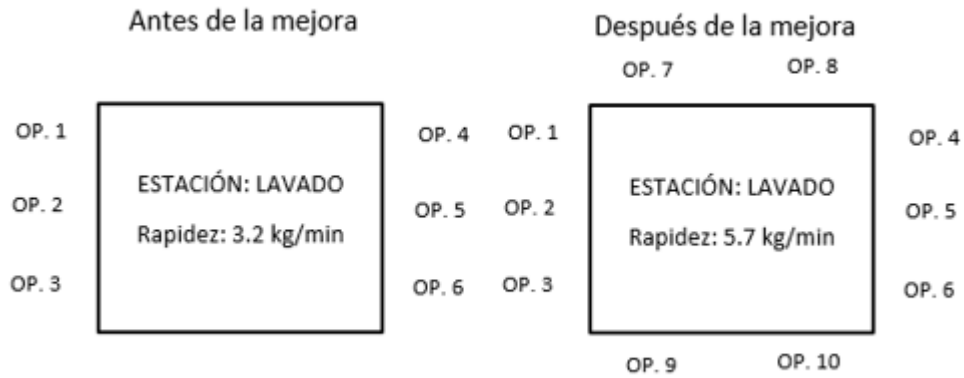 Antes de la mejora
OP. 1
OP. 2
OP. 3
ESTACIÓN: LAVADO
Rapidez: 3.2 kg/min
OP. 4
OP. 5
OP. 6
Después de la mejora
OP. 7
OP. 8
OP. 1
OP. 2
OP. 3
ESTACIÓN: LAVADO
Rapidez: 5.7 kg/min
OP. 4
OP. 5
OP. 6
OP. 9
OP. 10